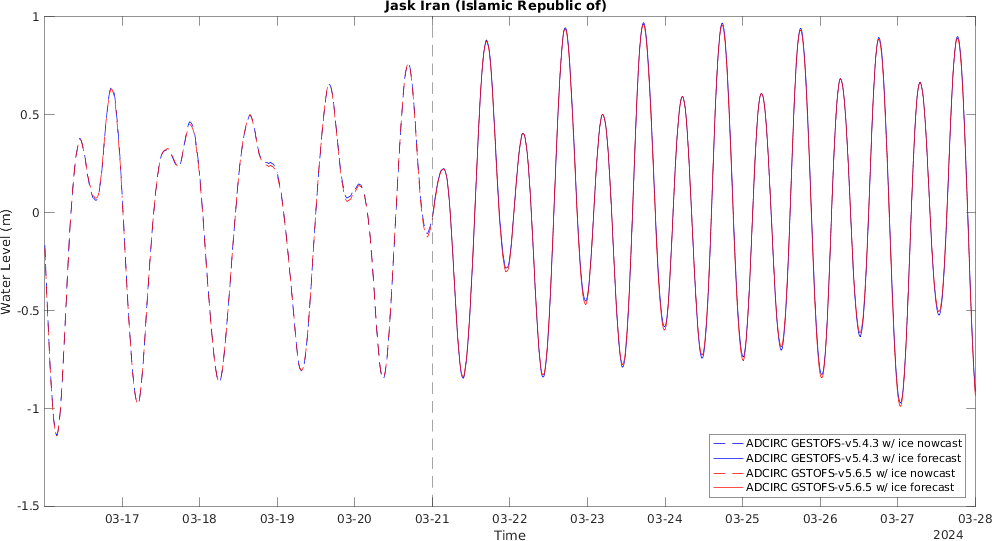 Jask Iran (Islamic Republic of)
Water Level (m)
1
0.5
0
-0.5
-1
-1.5
03-17 03-18 03-19 03-20 03-21 03-22 03-23 03-24 03-25 03-26 03-27 03-28
Time
2024
ADCIRC GESTOFS-v5.4.3 w/ ice nowcast
ADCIRC GESTOFS-v5.4.3 w/ ice forecast
ADCIRC GSTOFS-v5.6.5 w/ ice nowcast
ADCIRC GSTOFS-v5.6.5 w/ ice forecast